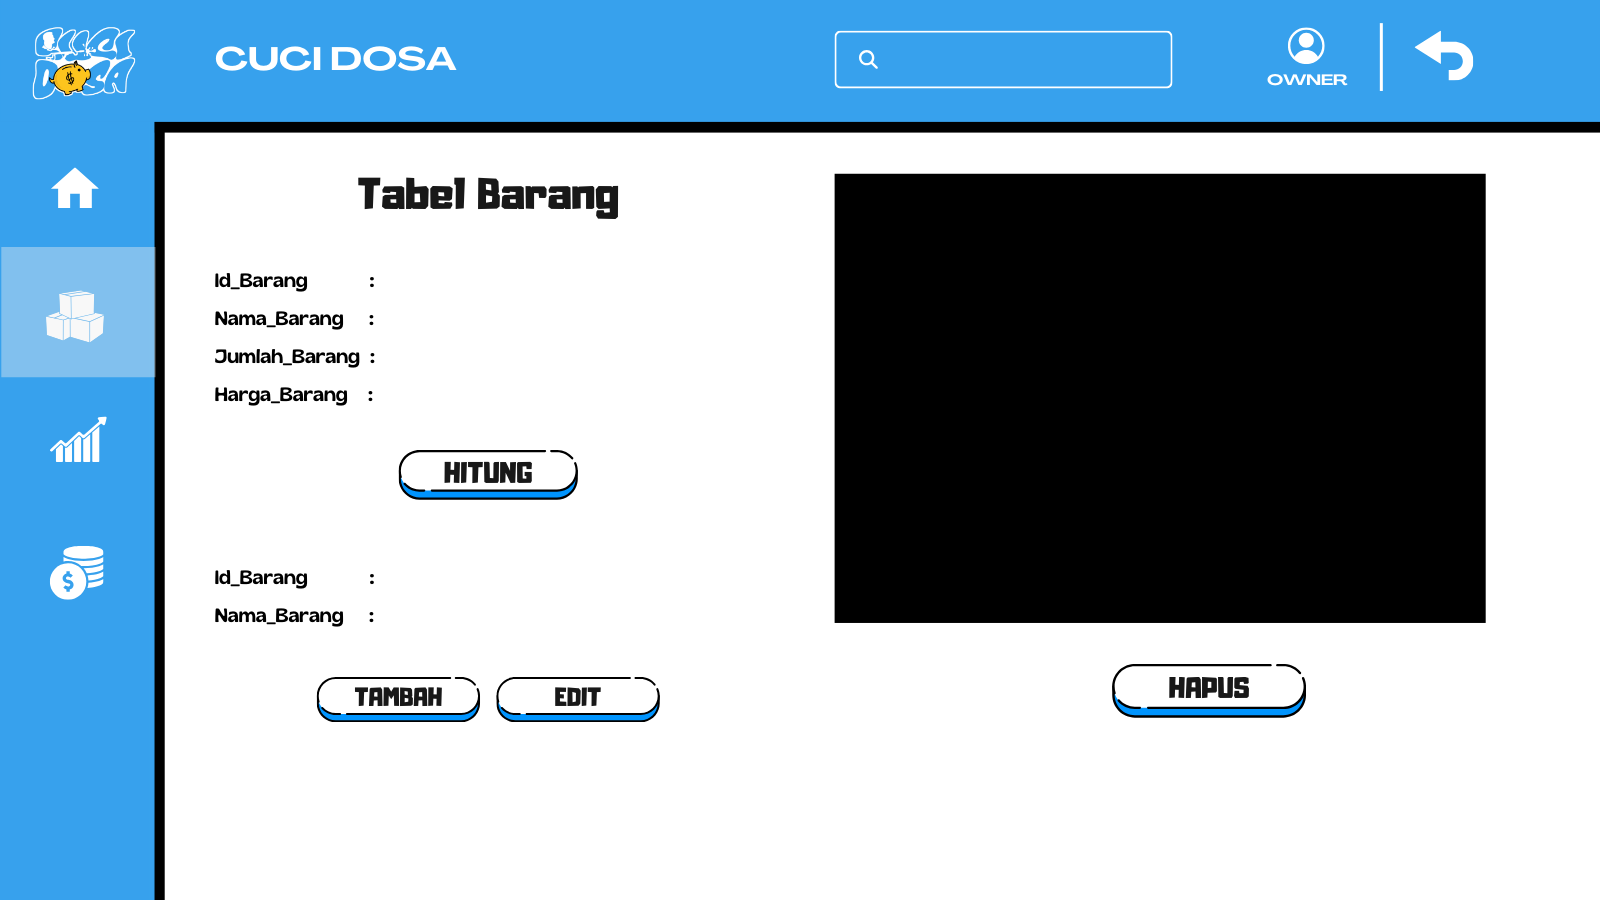 CUCI DOSA
CUCI DOSA
OWNER
Tabel Barang
Id_Barang :
Nama_Barang :
Jumlah_Barang :
Harga_Barang :
HITUNG
Id_Barang :
Nama_Barang :
TAMBAH
EDIT
HAPUS